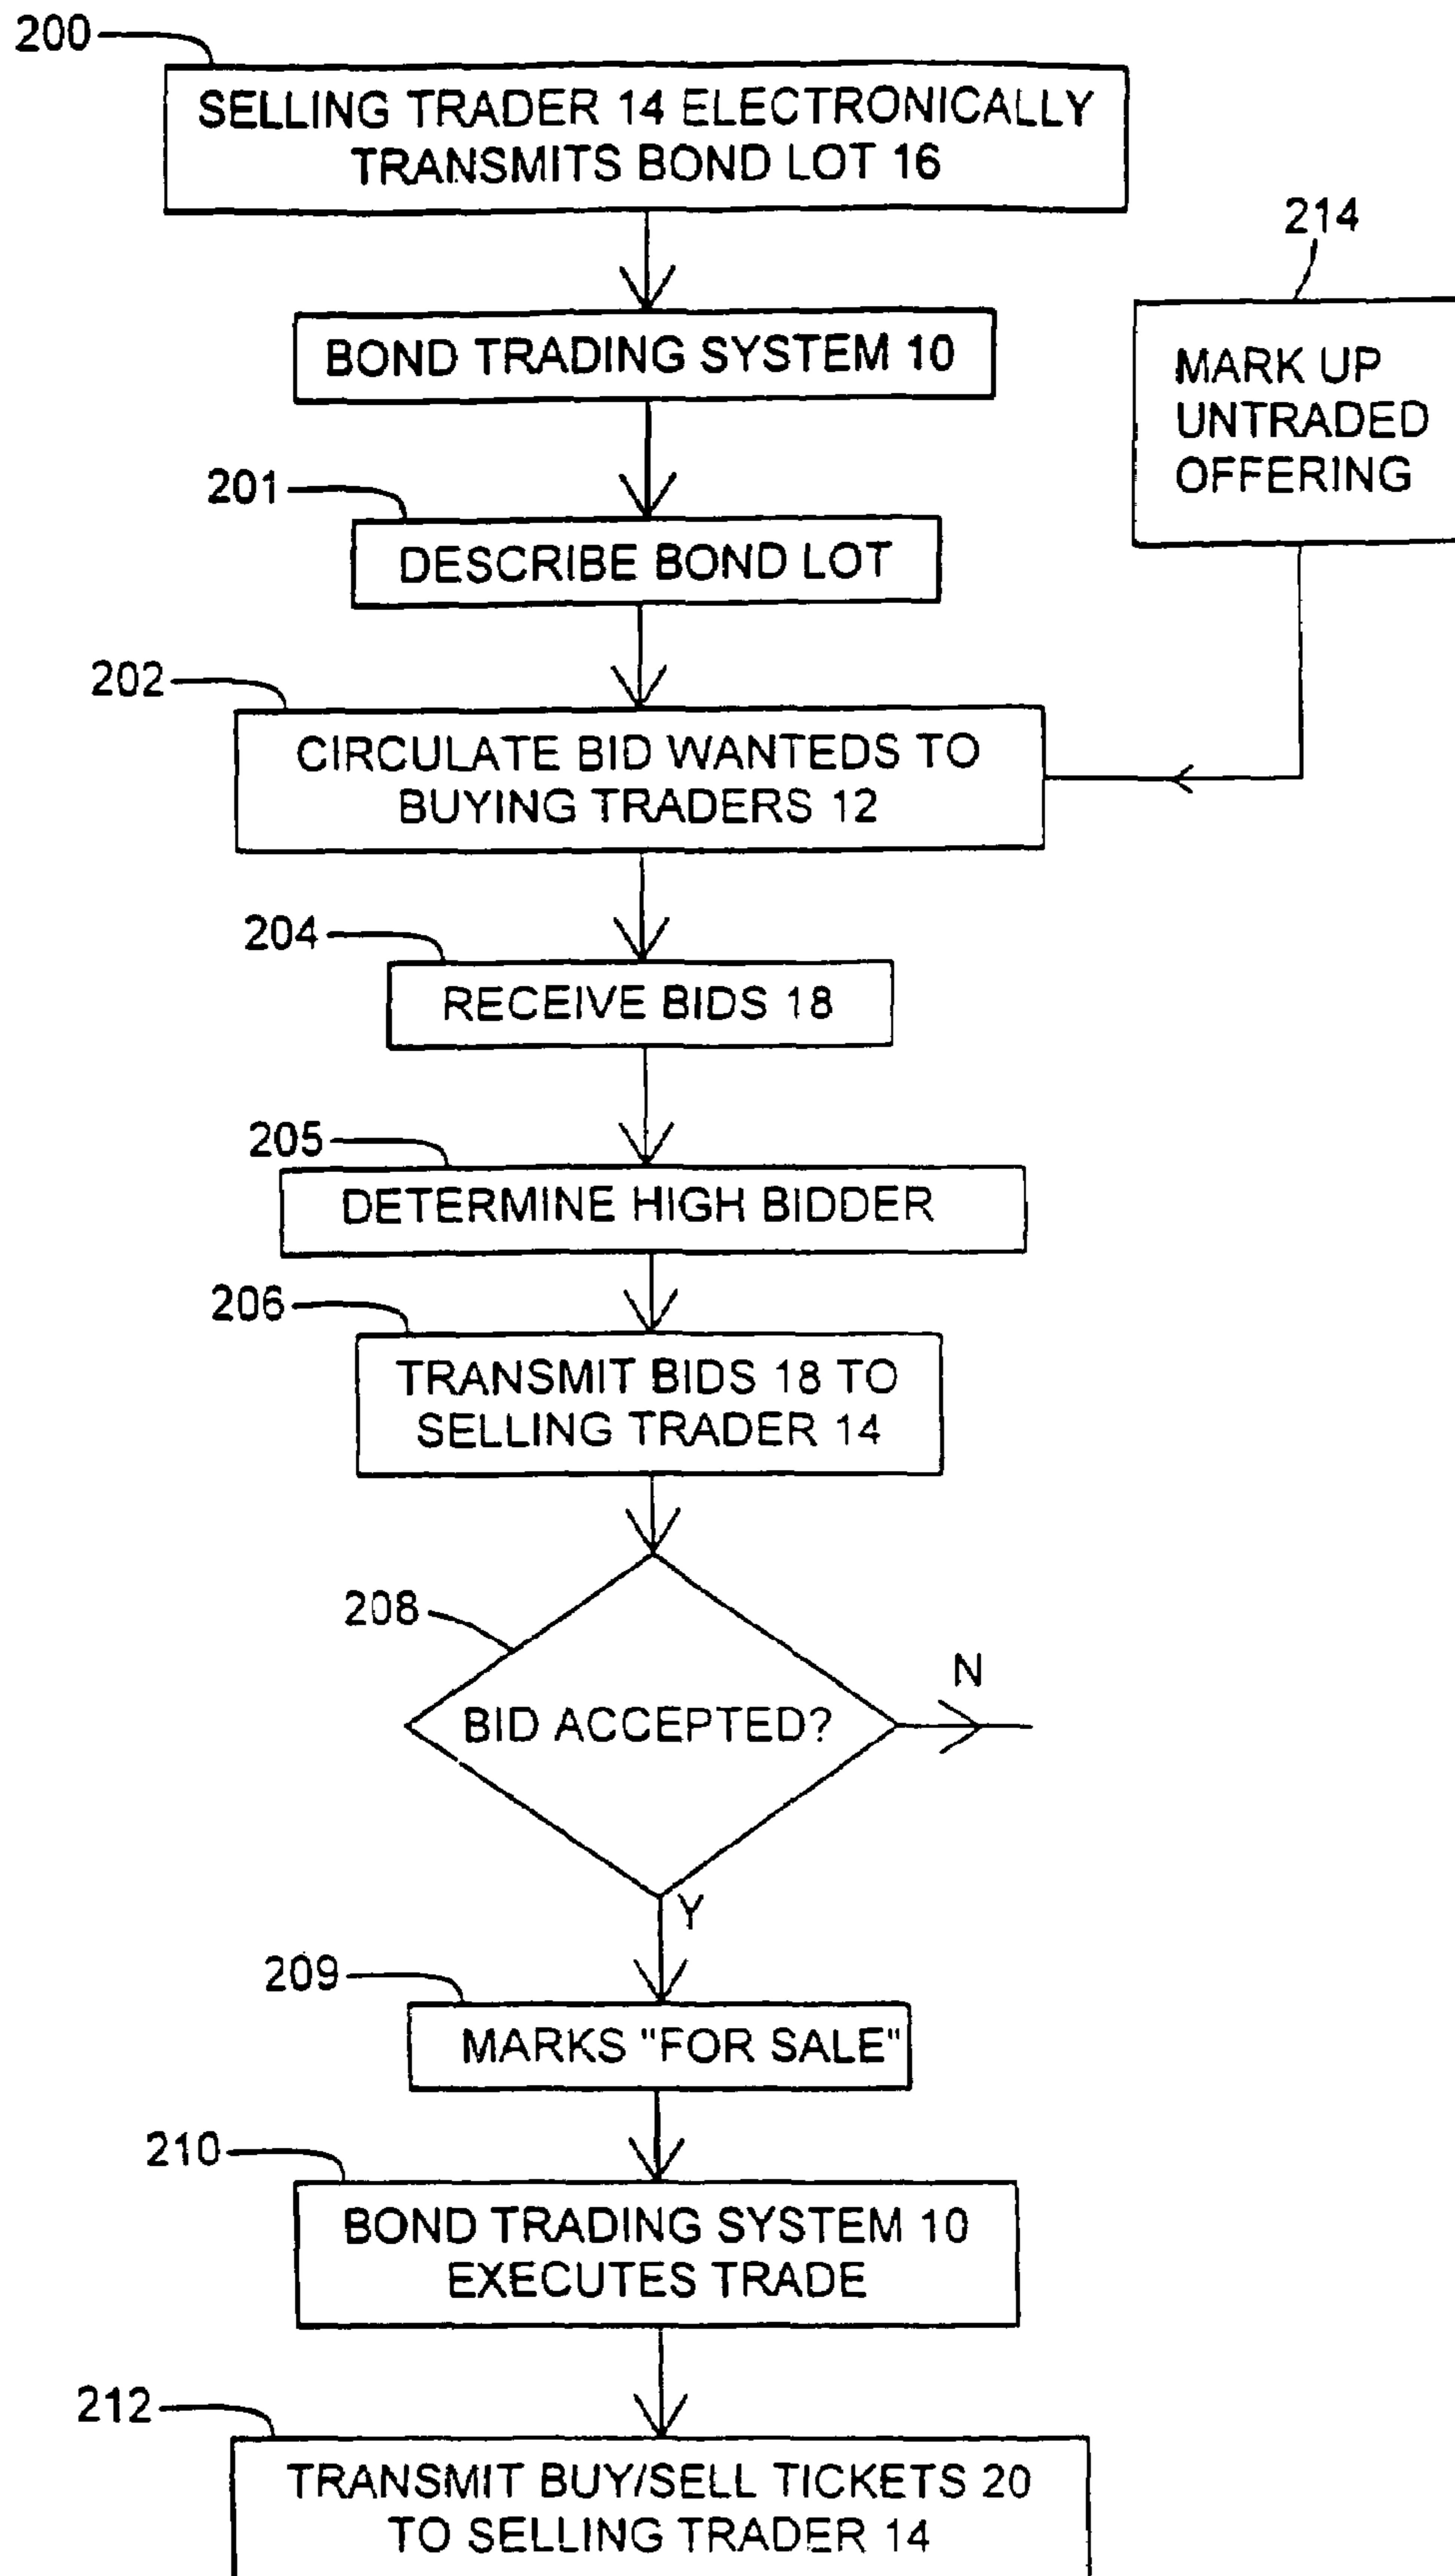 200
SELLING TRADER 14 ELECTRONICALLY
TRANSMITS BOND LOT 16
214
BOND TRADING SYSTEM 10
MARK UP
UNTRADED
OFFERING
201
DESCRIBE BOND LOT
202
CIRCULATE BID WANTEDS TO
BUYING TRADERS 12
204
RECEIVE BIDS 18
205
DETERMINE HIGH BIDDER
206
TRANSMIT BIDS 18 TO
SELLING TRADER 14
208
BID ACCEPTED?
N
Y
209
MARKS "FOR SALE"
210
BOND TRADING SYSTEM 10
EXECUTES TRADE
212
TRANSMIT BUY/SELL TICKETS 20
TO SELLING TRADER 14